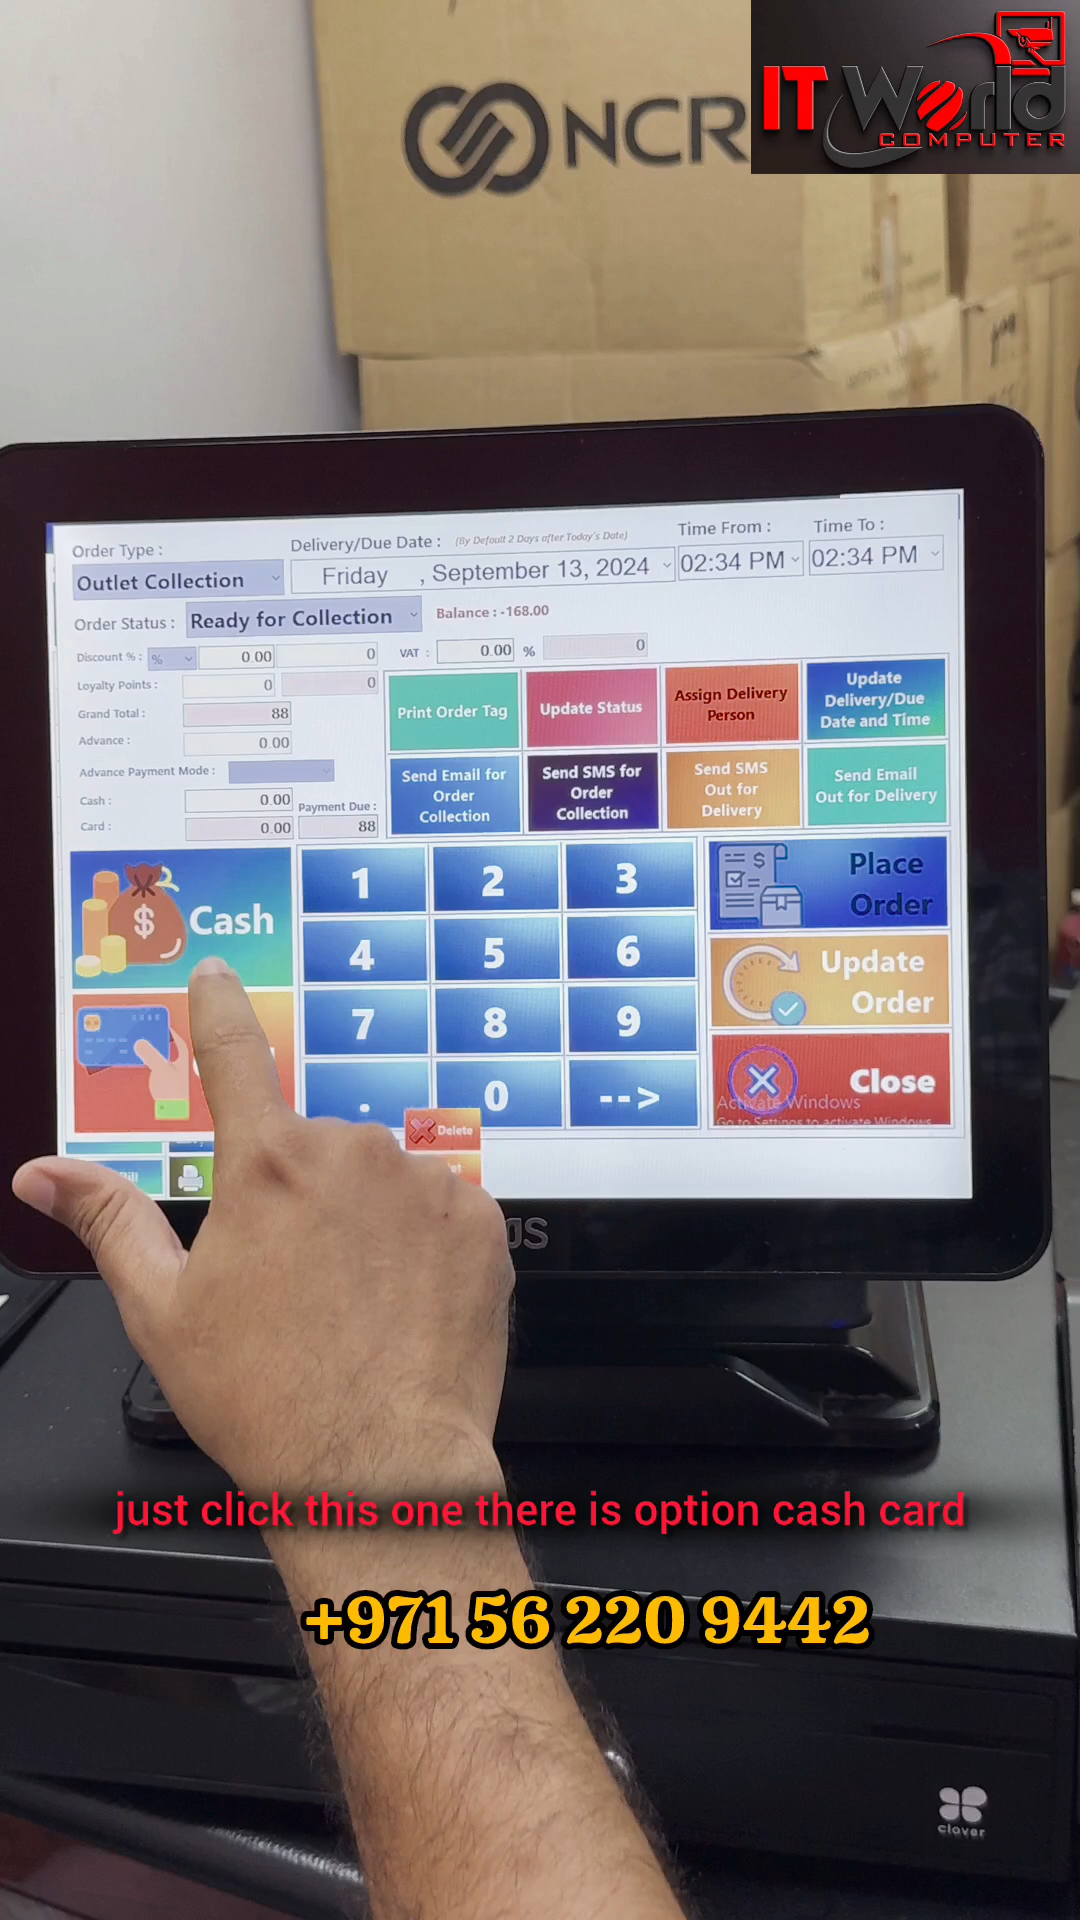 NCR
IT World
COMPUTER
Order Type :
Outlet Collection
Delivery/Due Date : (By Default 2 Days after Today's Date)
Friday , September 13, 2024
Time From :
02:34 PM
Time To :
02:34 PM
Order Status : Ready for Collection
Balance : -168.00
Discount % : % 0.00 0
VAT : 0.00 % 0
Loyalty Points : 0 0
Grand Total : 88
Advance : 0.00
Advance Payment Mode :
Cash : 0.00
Payment Due :
Card : 0.00 88
Print Order Tag
Update Status
Assign Delivery
Person
Update
Delivery/Due
Date and Time
Send Email for
Order
Collection
Send SMS for
Order
Collection
Send SMS
Out for
Delivery
Send Email
Out for Delivery
$
Cash
1 2 3
4 5 6
7 8 9
. 0 -->
$
Place
Order
Update
Order
Close
Activate Windows
Go to Settings to activate Windows.
Delete
just click this one there is option cash card
+971 56 220 9442
clover